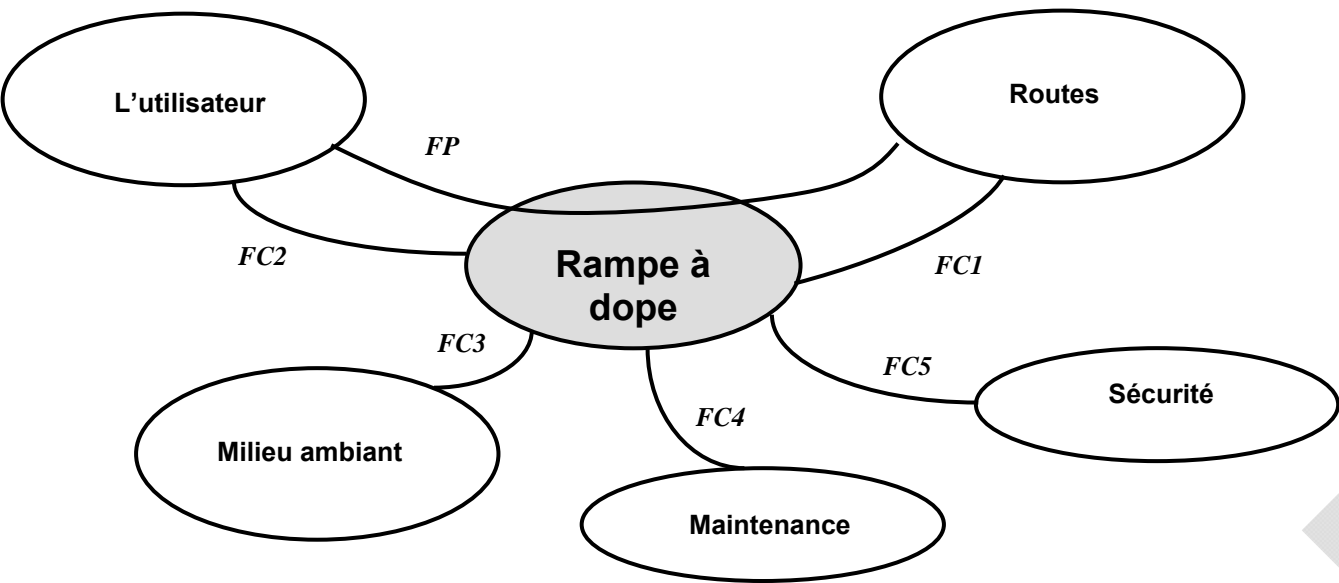 L'utilisateur
Routes
FP
FC2
Rampe à
dope
FC1
FC3
FC5
Sécurité
FC4
Milieu ambiant
Maintenance